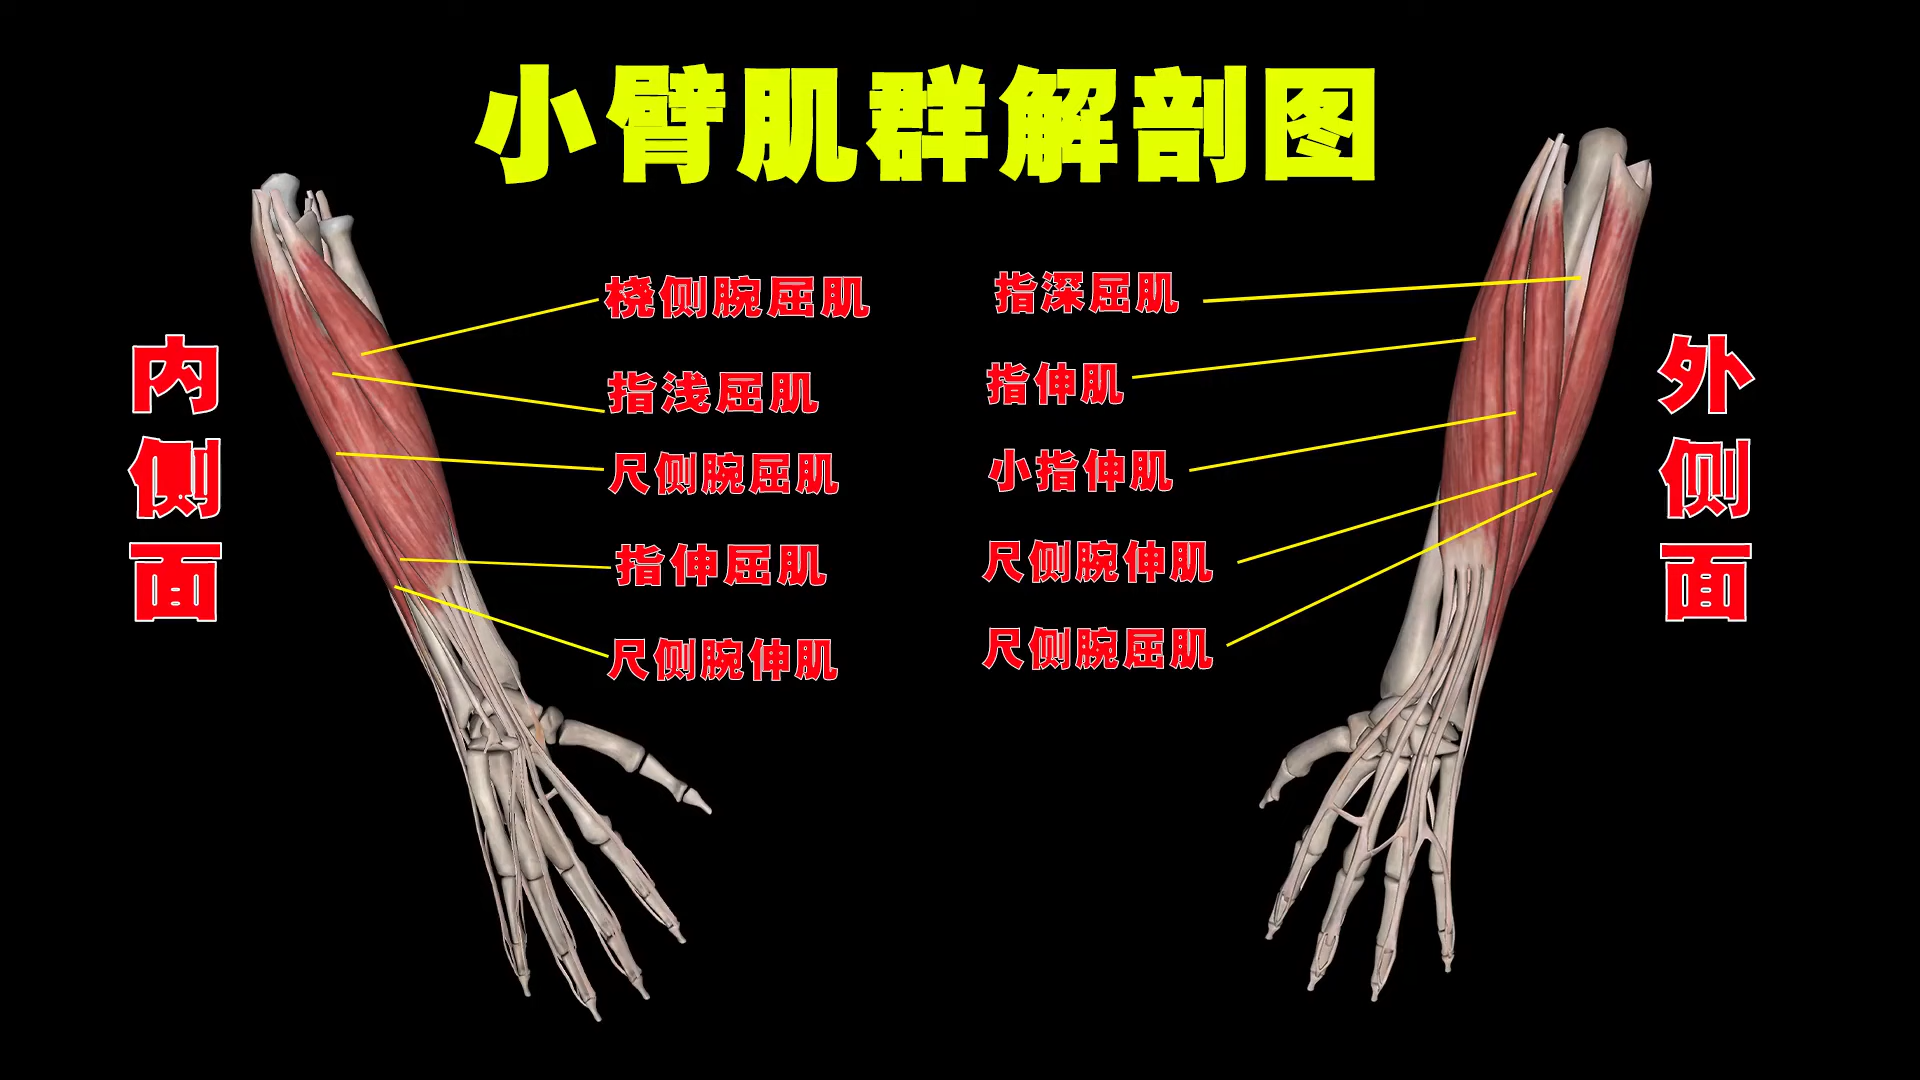 小臂肌群解剖图
内侧面
桡侧腕屈肌
指浅屈肌
尺侧腕屈肌
指伸屈肌
尺侧腕伸肌
指深屈肌
指伸肌
小指伸肌
尺侧腕伸肌
尺侧腕屈肌
外侧面